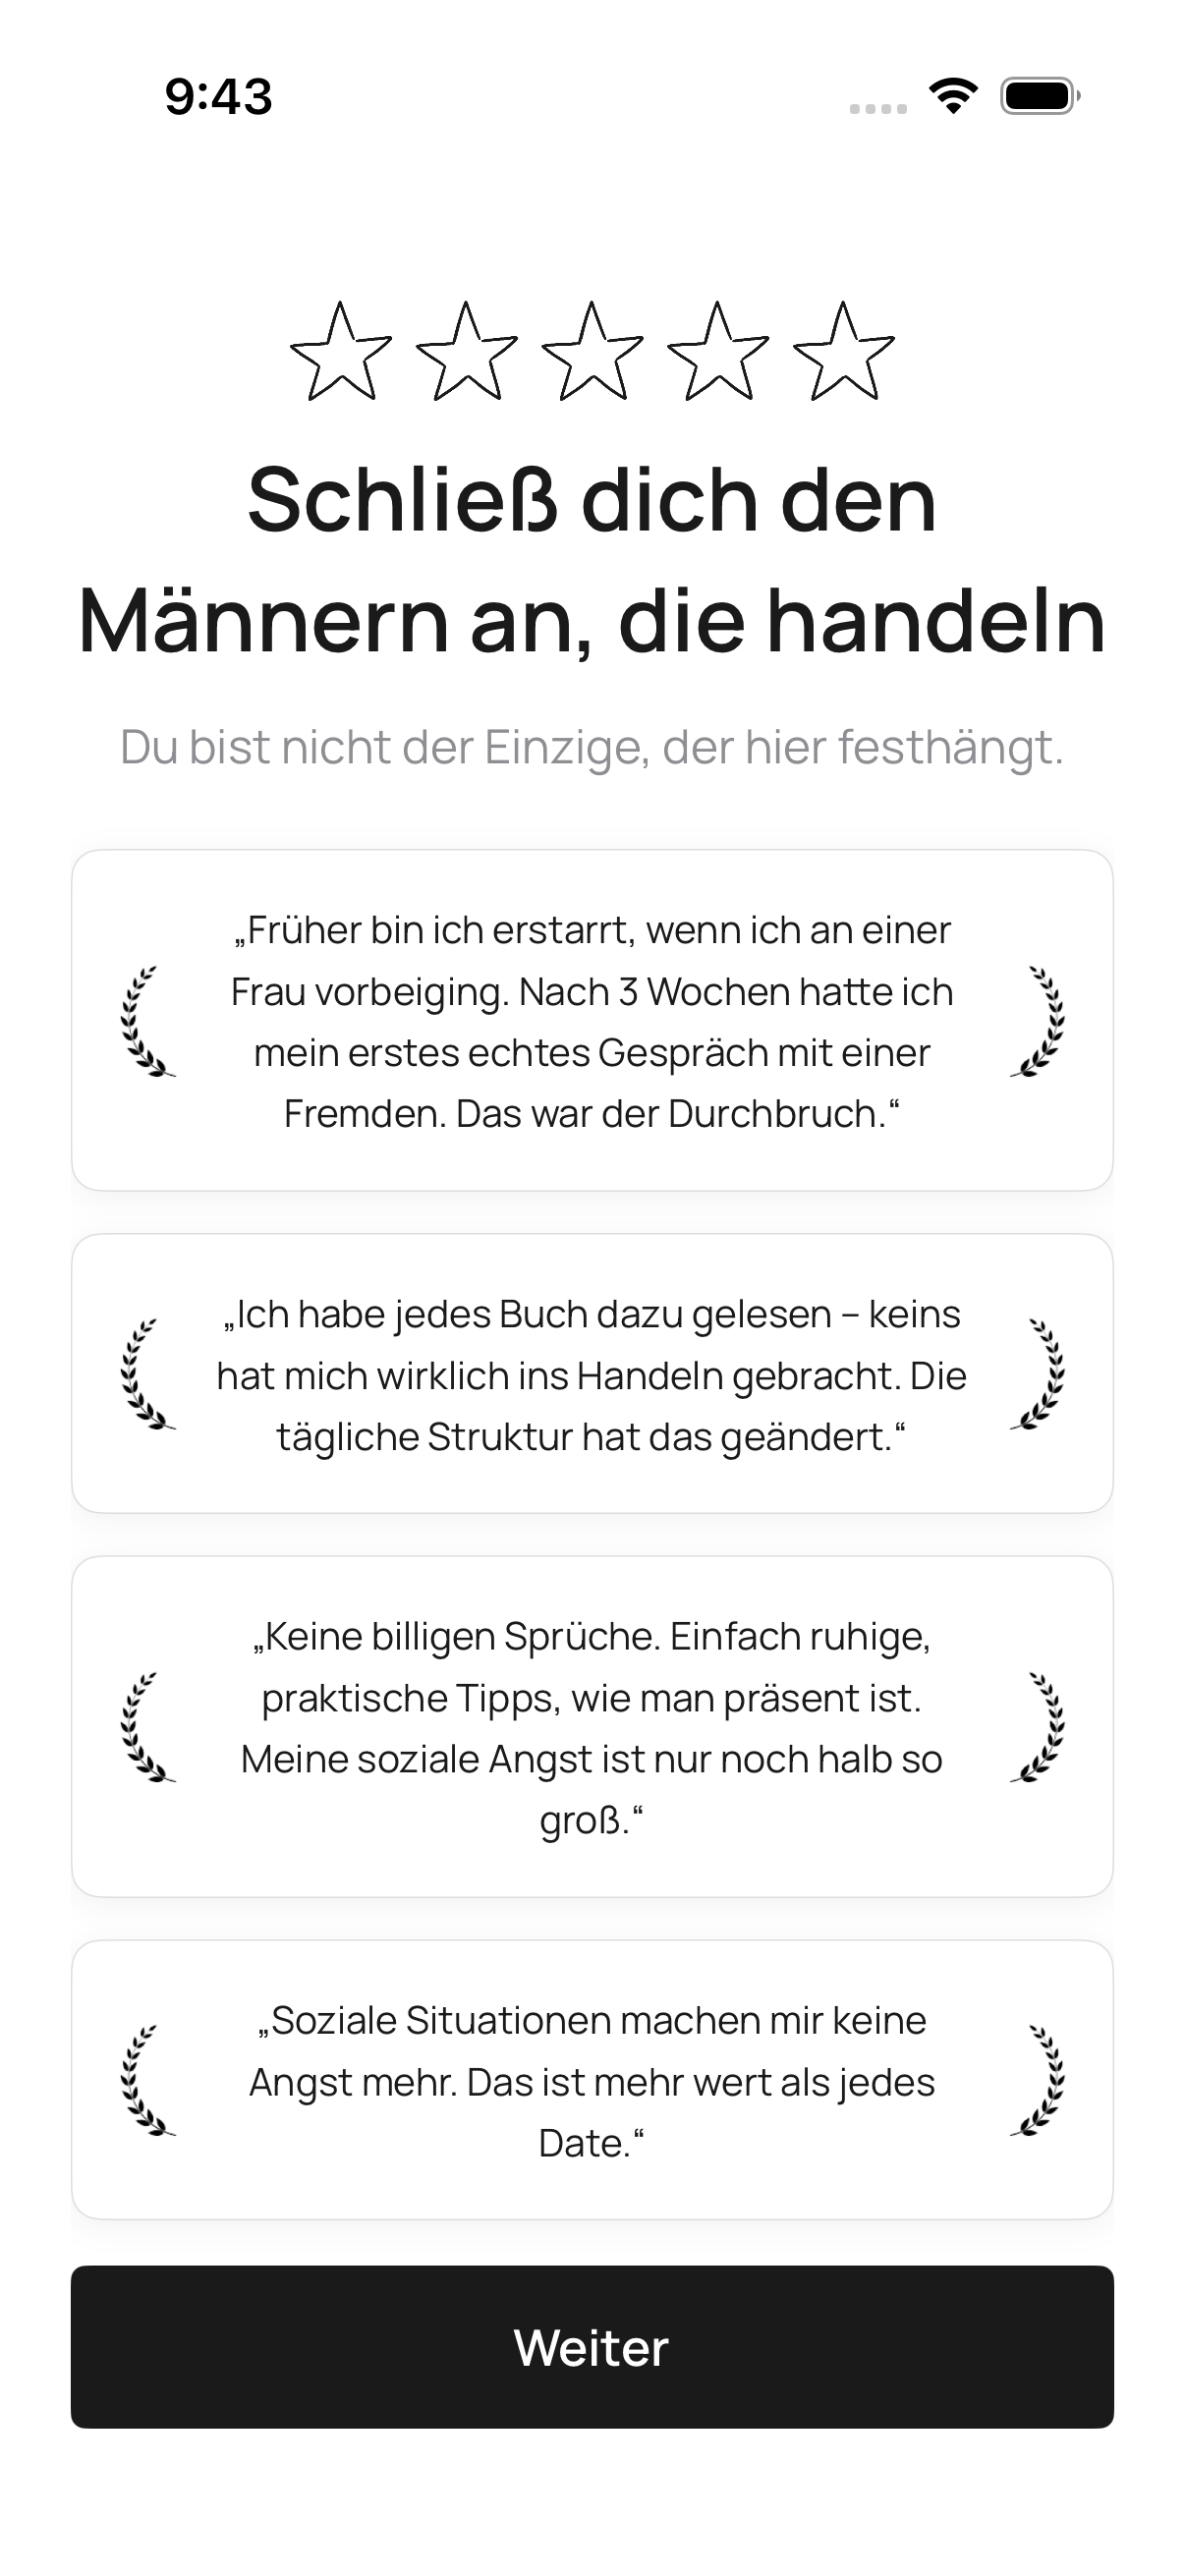 9:43
Schließ dich den
Männern an, die handeln
Du bist nicht der Einzige, der hier festhängt.
„Früher bin ich erstarrt, wenn ich an einer
Frau vorbeiging. Nach 3 Wochen hatte ich
mein erstes echtes Gespräch mit einer
Fremden. Das war der Durchbruch.“
„Ich habe jedes Buch dazu gelesen – keins
hat mich wirklich ins Handeln gebracht. Die
tägliche Struktur hat das geändert.“
„Keine billigen Sprüche. Einfach ruhige,
praktische Tipps, wie man präsent ist.
Meine soziale Angst ist nur noch halb so
groß.“
„Soziale Situationen machen mir keine
Angst mehr. Das ist mehr wert als jedes
Date.“
Weiter